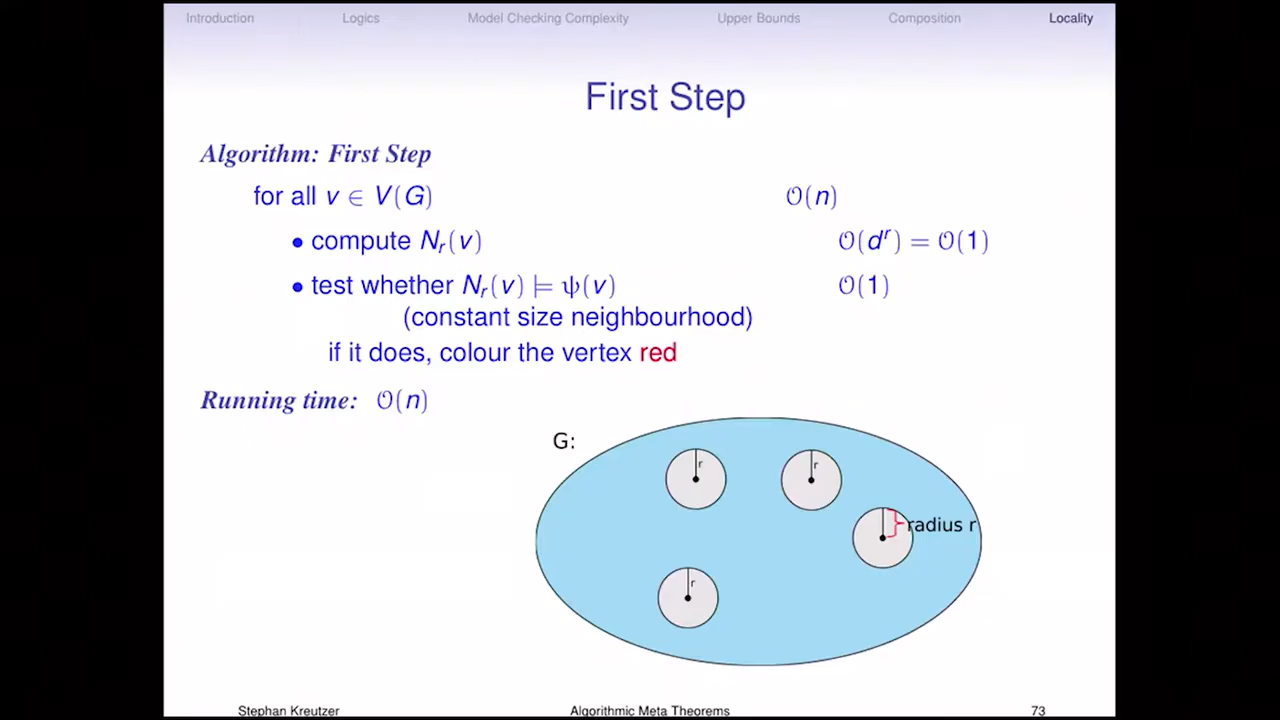 Introduction Logics Model Checking Complexity Upper Bounds Composition Locality
First Step
Algorithm: First Step
for all v ∈ V(G) O(n)
• compute Nr(v) O(d^r) = O(1)
• test whether Nr(v) ⊨ ψ(v) O(1)
(constant size neighbourhood)
if it does, colour the vertex red
Running time: O(n)
G:
r r
radius r
r
Stephan Kreutzer Algorithmic Meta Theorems 73